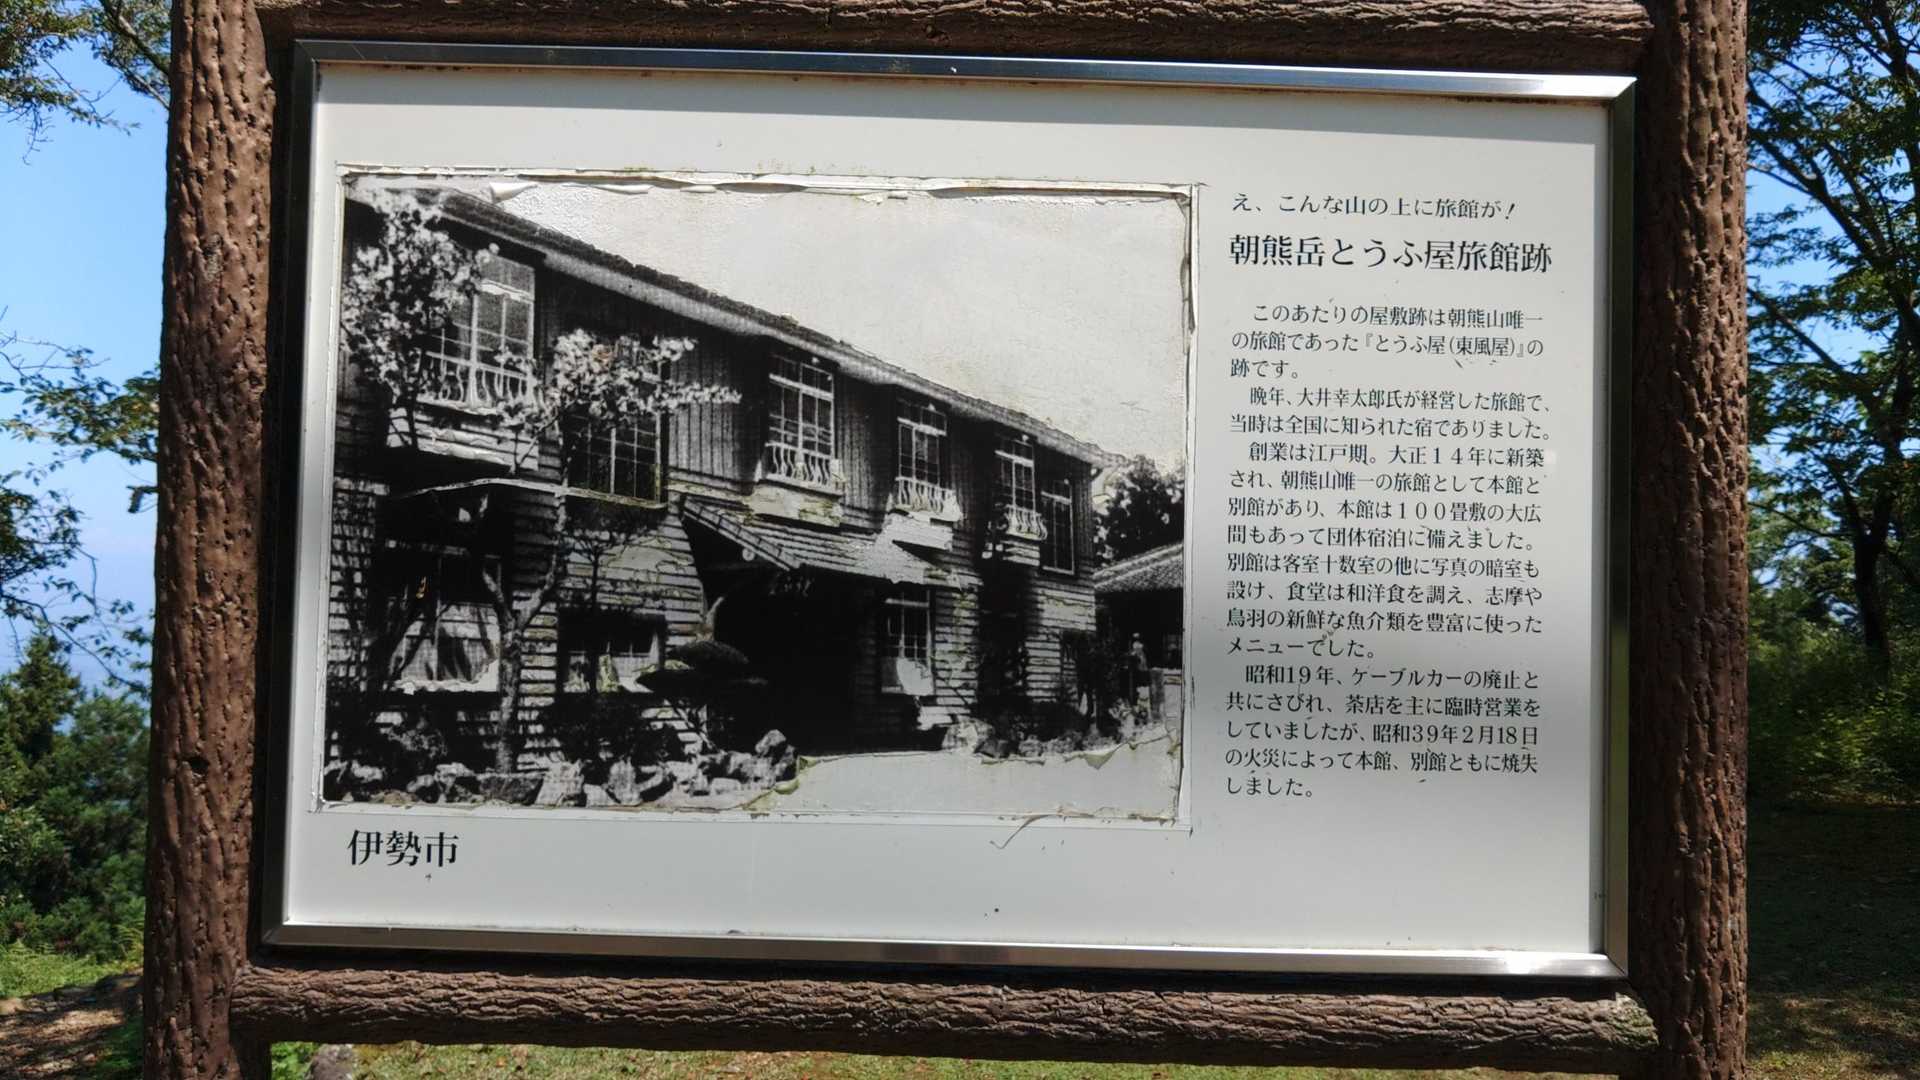 え、こんな山の上に旅館が！
朝熊岳とうふ屋旅館跡
このあたりの屋敷跡は朝熊山唯一
の旅館であった『とうふ屋(東風屋)』の
跡です。
晩年、大井幸太郎氏が経営した旅館で、
当時は全国に知られた宿でありました。
創業は江戸期。大正１４年に新築
され、朝熊山唯一の旅館として本館と
別館があり、本館は１００畳敷の大広
間もあって団体宿泊に備えました。
別館は客室十数室の他に写真の暗室も
設け、食堂は和洋食を調え、志摩や
鳥羽の新鮮な魚介類を豊富に使った
メニューでした。
昭和19年、ケーブルカーの廃止と
共にさびれ、茶店を主に臨時営業を
していましたが、昭和39年2月18日
の火災によって本館、別館ともに焼失
しました。
伊勢市